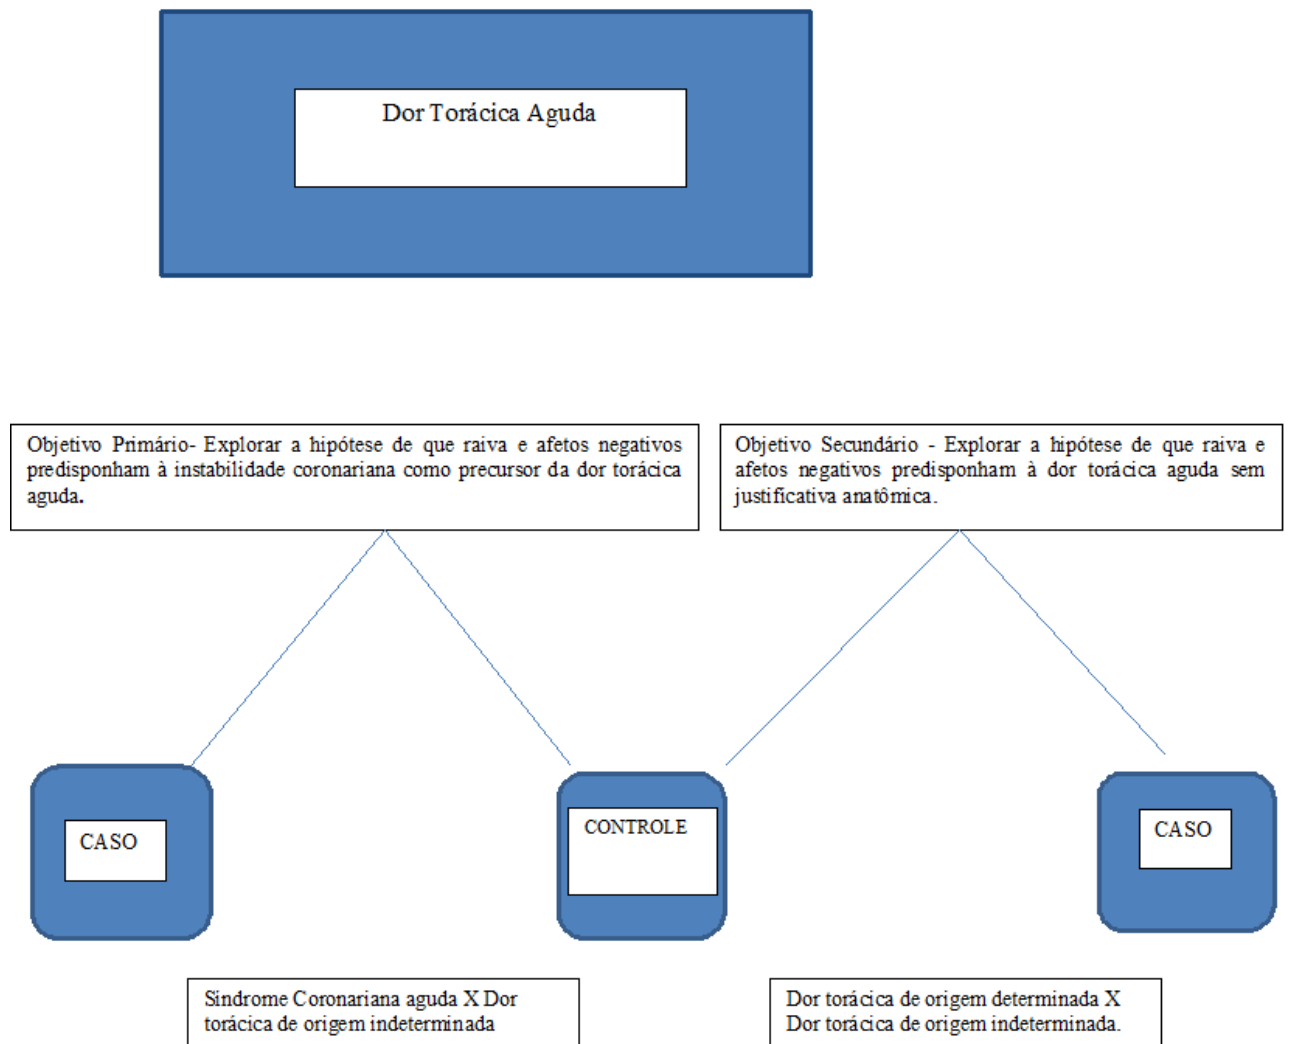 Dor Torácica Aguda
Objetivo Primário- Explorar a hipótese de que raiva e afetos negativos
predisponham à instabilidade coronariana como precursor da dor torácica
aguda.
Objetivo Secundário - Explorar a hipótese de que raiva e
afetos negativos predisponham à dor torácica aguda sem
justificativa anatômica.
CASO
CONTROLE
CASO
Síndrome Coronariana aguda X Dor
torácica de origem indeterminada
Dor torácica de origem determinada X
Dor torácica de origem indeterminada.